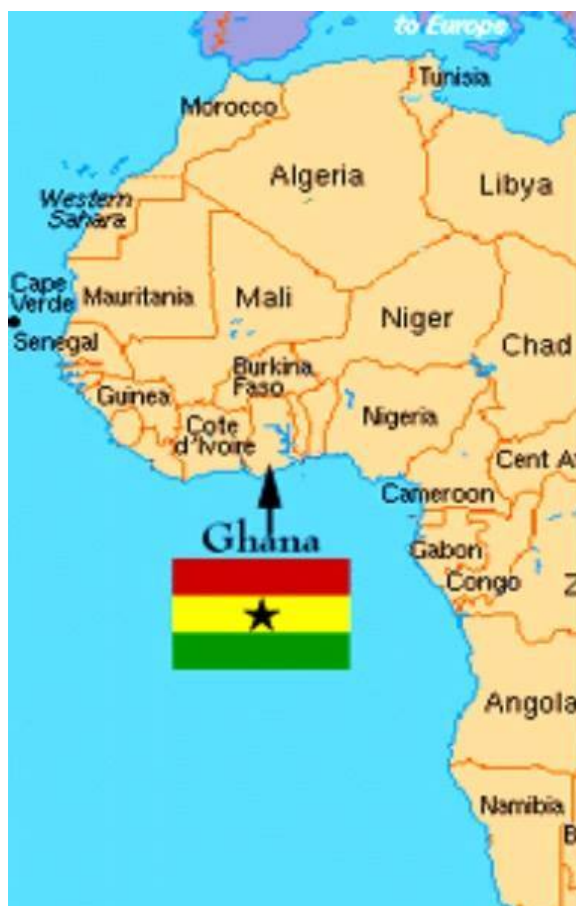 to Europe
Tunisia
Morocco
Algeria
Libya
Western
Sahara
Cape
Verde
Mauritania
Mali
Niger
Chad
Senegal
Burkina
Faso
Guinea
Nigeria
Cote
d'Ivoire
Cent Af
Cameroon
Ghana
Gabon
Congo
Z
Angola
Namibia
B